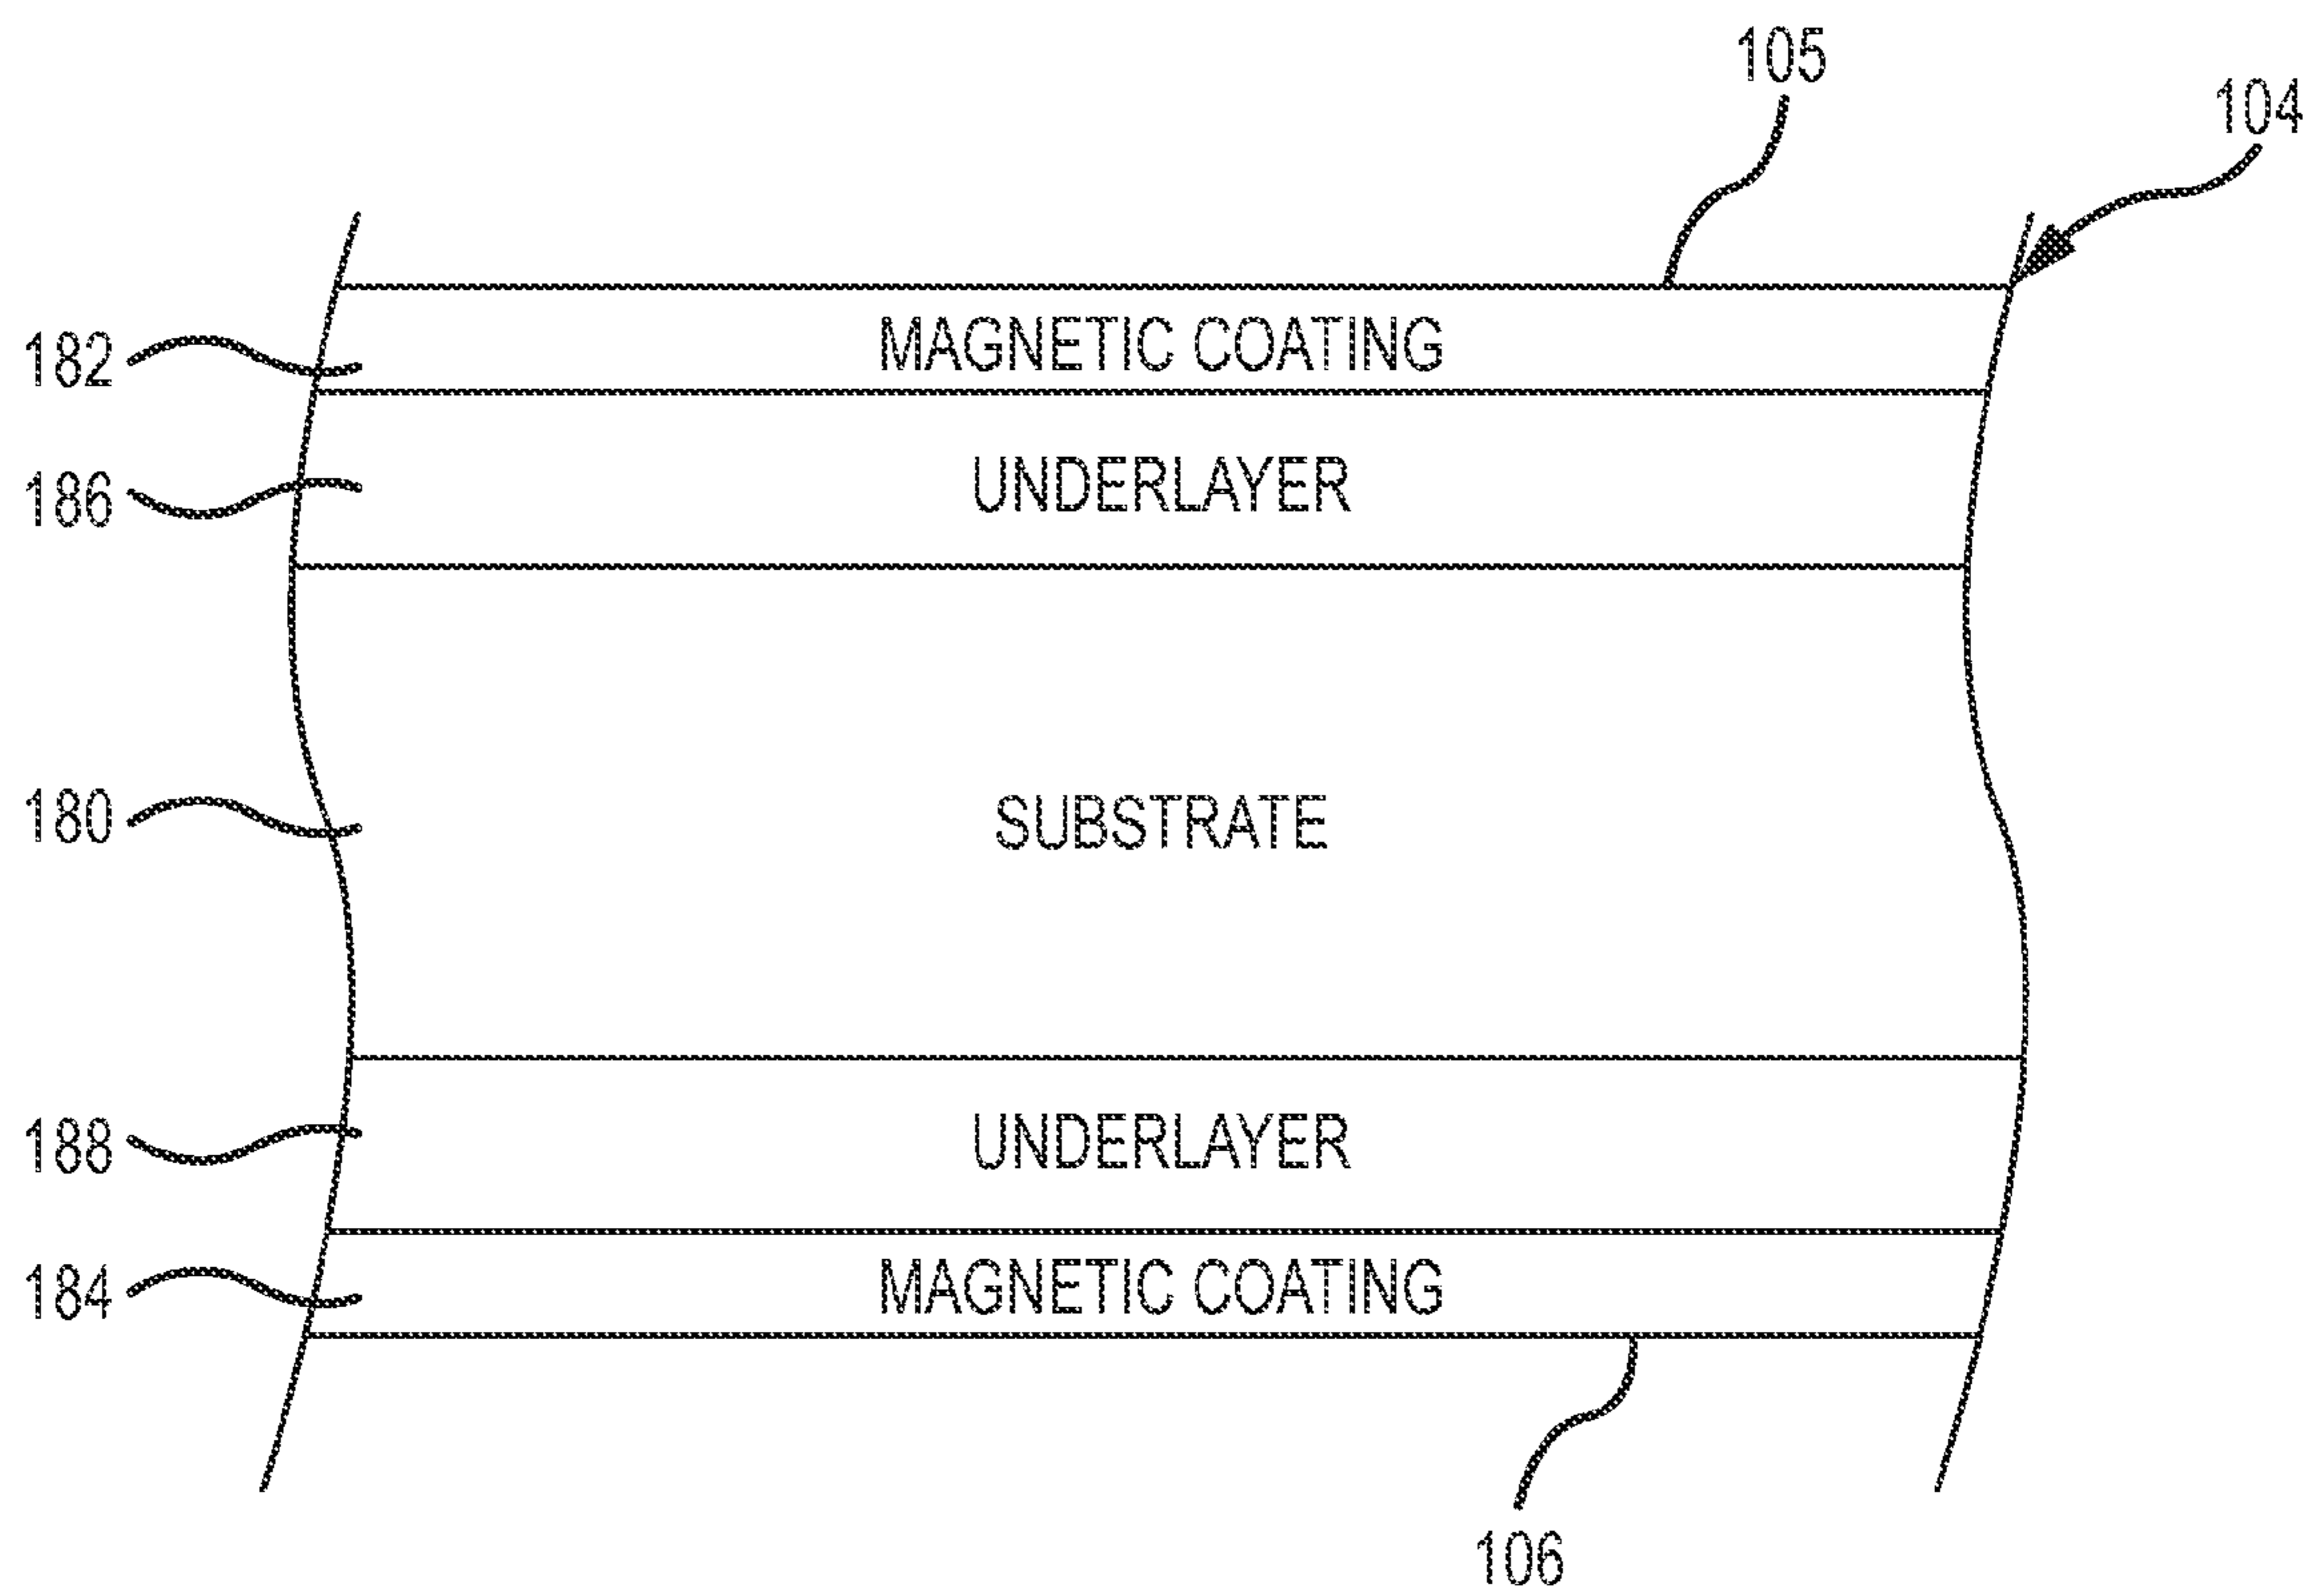 105
104
182
MAGNETIC COATING
186
UNDERLAYER
180
SUBSTRATE
188
UNDERLAYER
184
MAGNETIC COATING
106